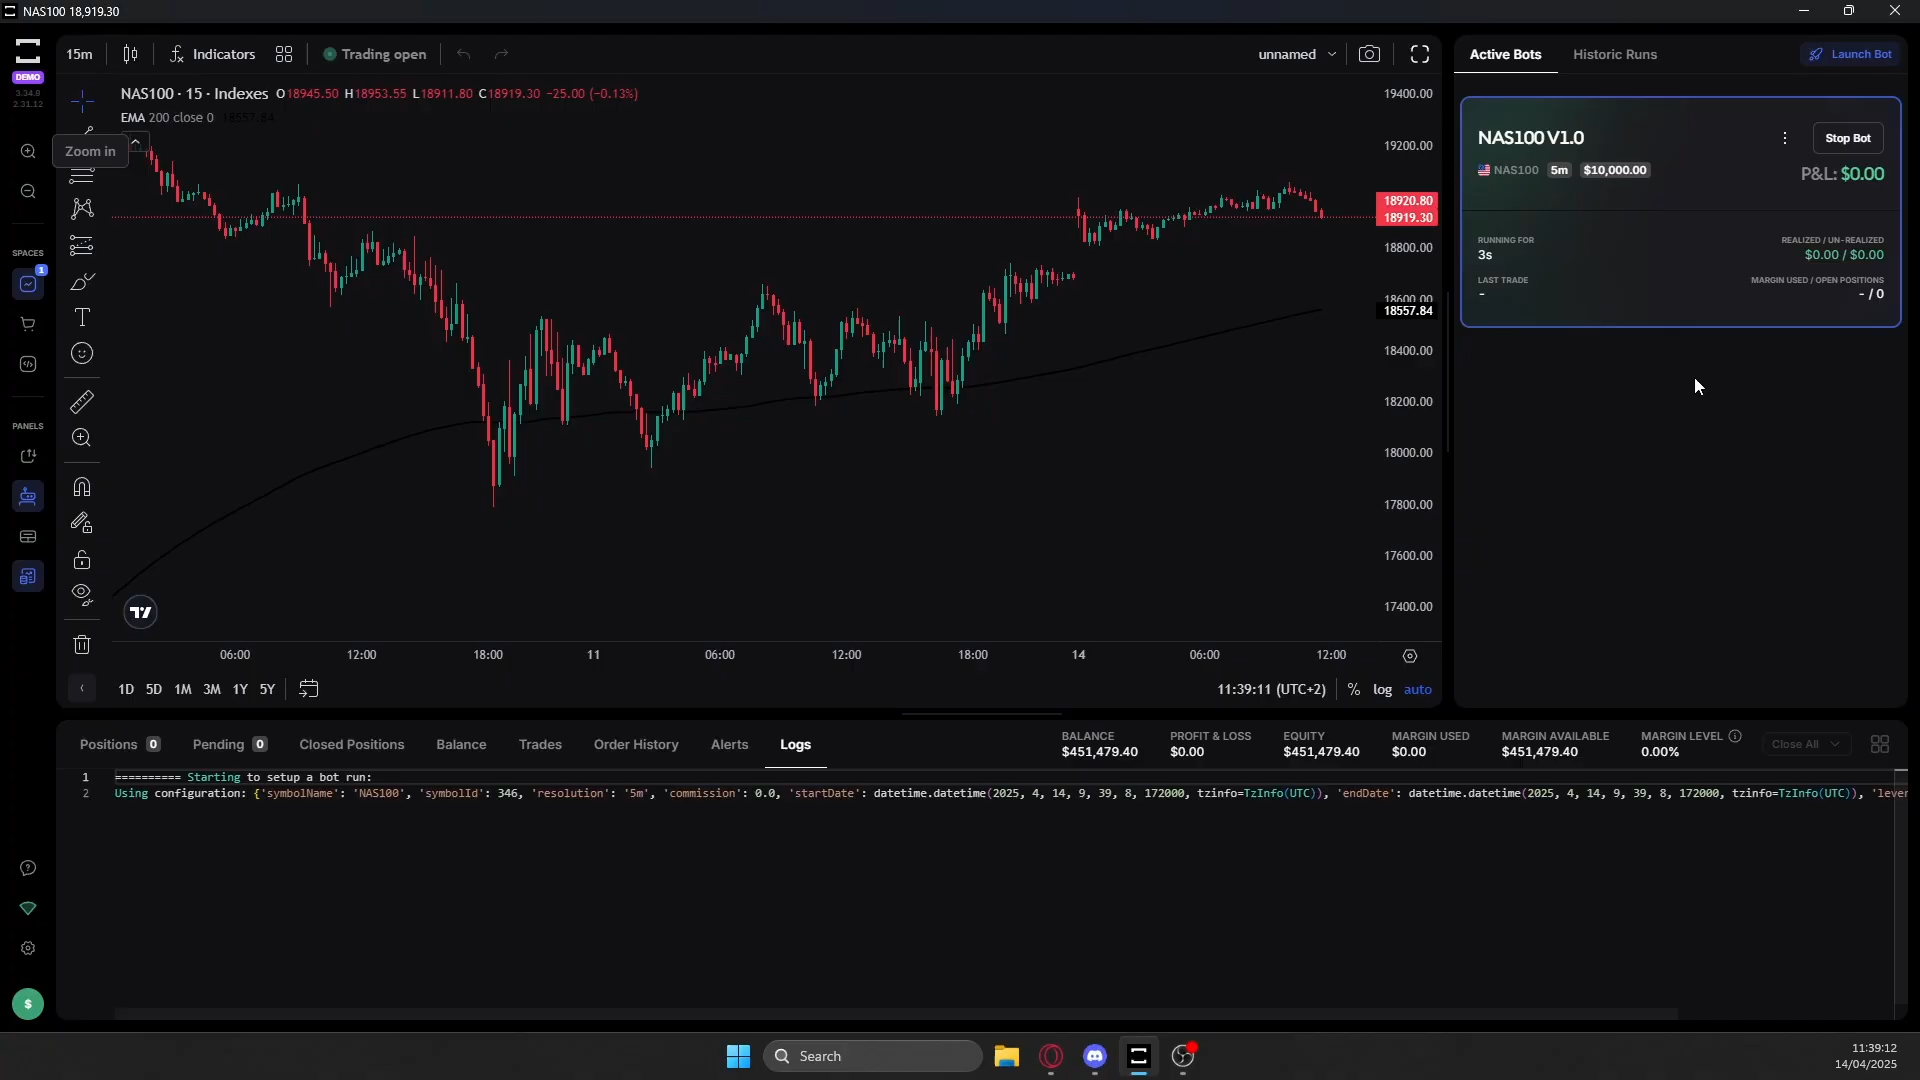 NAS100 18,919.30
DEMO
3.34.9
2.31.12
15m
Indicators
Trading open
unnamed
NAS100 · 15 · Indexes O18945.50 H18953.55 L18911.80 C18919.30 -25.00 (-0.13%)
EMA 200 close 0 18557.84
Zoom in
SPACES
1
PANELS
19400.00
19200.00
18920.80
18919.30
18800.00
18600.00
18557.84
18400.00
18200.00
18000.00
17800.00
17600.00
17400.00
06:00
12:00
18:00
11
06:00
12:00
18:00
14
06:00
12:00
1D 5D 1M 3M 1Y 5Y
11:39:11 (UTC+2)
%
log
auto
Active Bots
Historic Runs
Launch Bot
NAS100 V1.0
Stop Bot
NAS100 5m $10,000.00
P&L: $0.00
RUNNING FOR
3s
REALIZED / UN-REALIZED
$0.00 / $0.00
LAST TRADE
-
MARGIN USED / OPEN POSITIONS
- / 0
Positions 0
Pending 0
Closed Positions
Balance
Trades
Order History
Alerts
Logs
BALANCE
$451,479.40
PROFIT & LOSS
$0.00
EQUITY
$451,479.40
MARGIN USED
$0.00
MARGIN AVAILABLE
$451,479.40
MARGIN LEVEL
0.00%
Close All
1 ========== Starting to setup a bot run:
2 Using configuration: {'symbolName': 'NAS100', 'symbolId': 346, 'resolution': '5m', 'commission': 0.0, 'startDate': datetime.datetime(2025, 4, 14, 9, 39, 8, 172000, tzinfo=TzInfo(UTC)), 'endDate': datetime.datetime(2025, 4, 14, 9, 39, 8, 172000, tzinfo=TzInfo(UTC)), 'lever
$
Search
11:39:12
14/04/2025